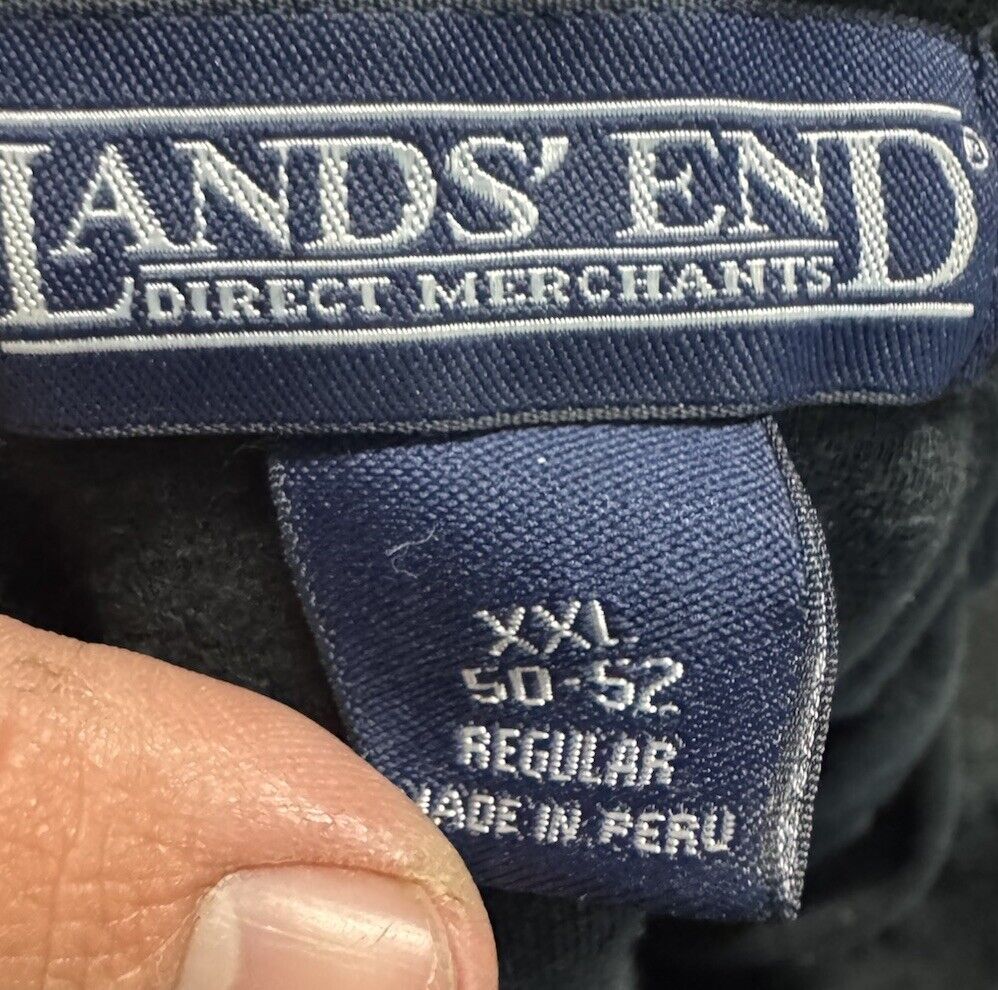 LANDS' END®
DIRECT MERCHANTS
XXL
50-52
REGULAR
MADE IN PERU